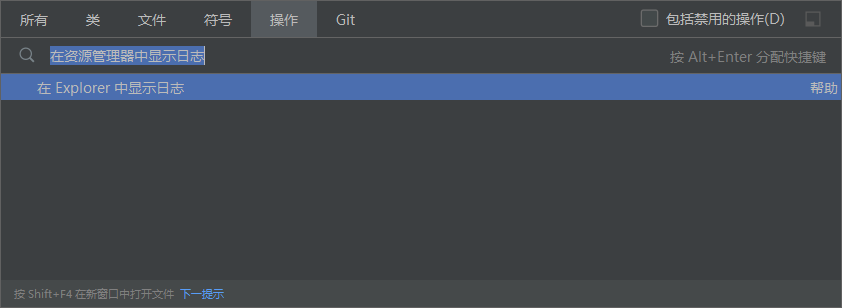 所有 类 文件 符号 操作 Git 包括禁用的操作(D)
在资源管理器中显示日志 按 Alt+Enter 分配快捷键
在 Explorer 中显示日志 帮助
按 Shift+F4 在新窗口中打开文件 下一提示